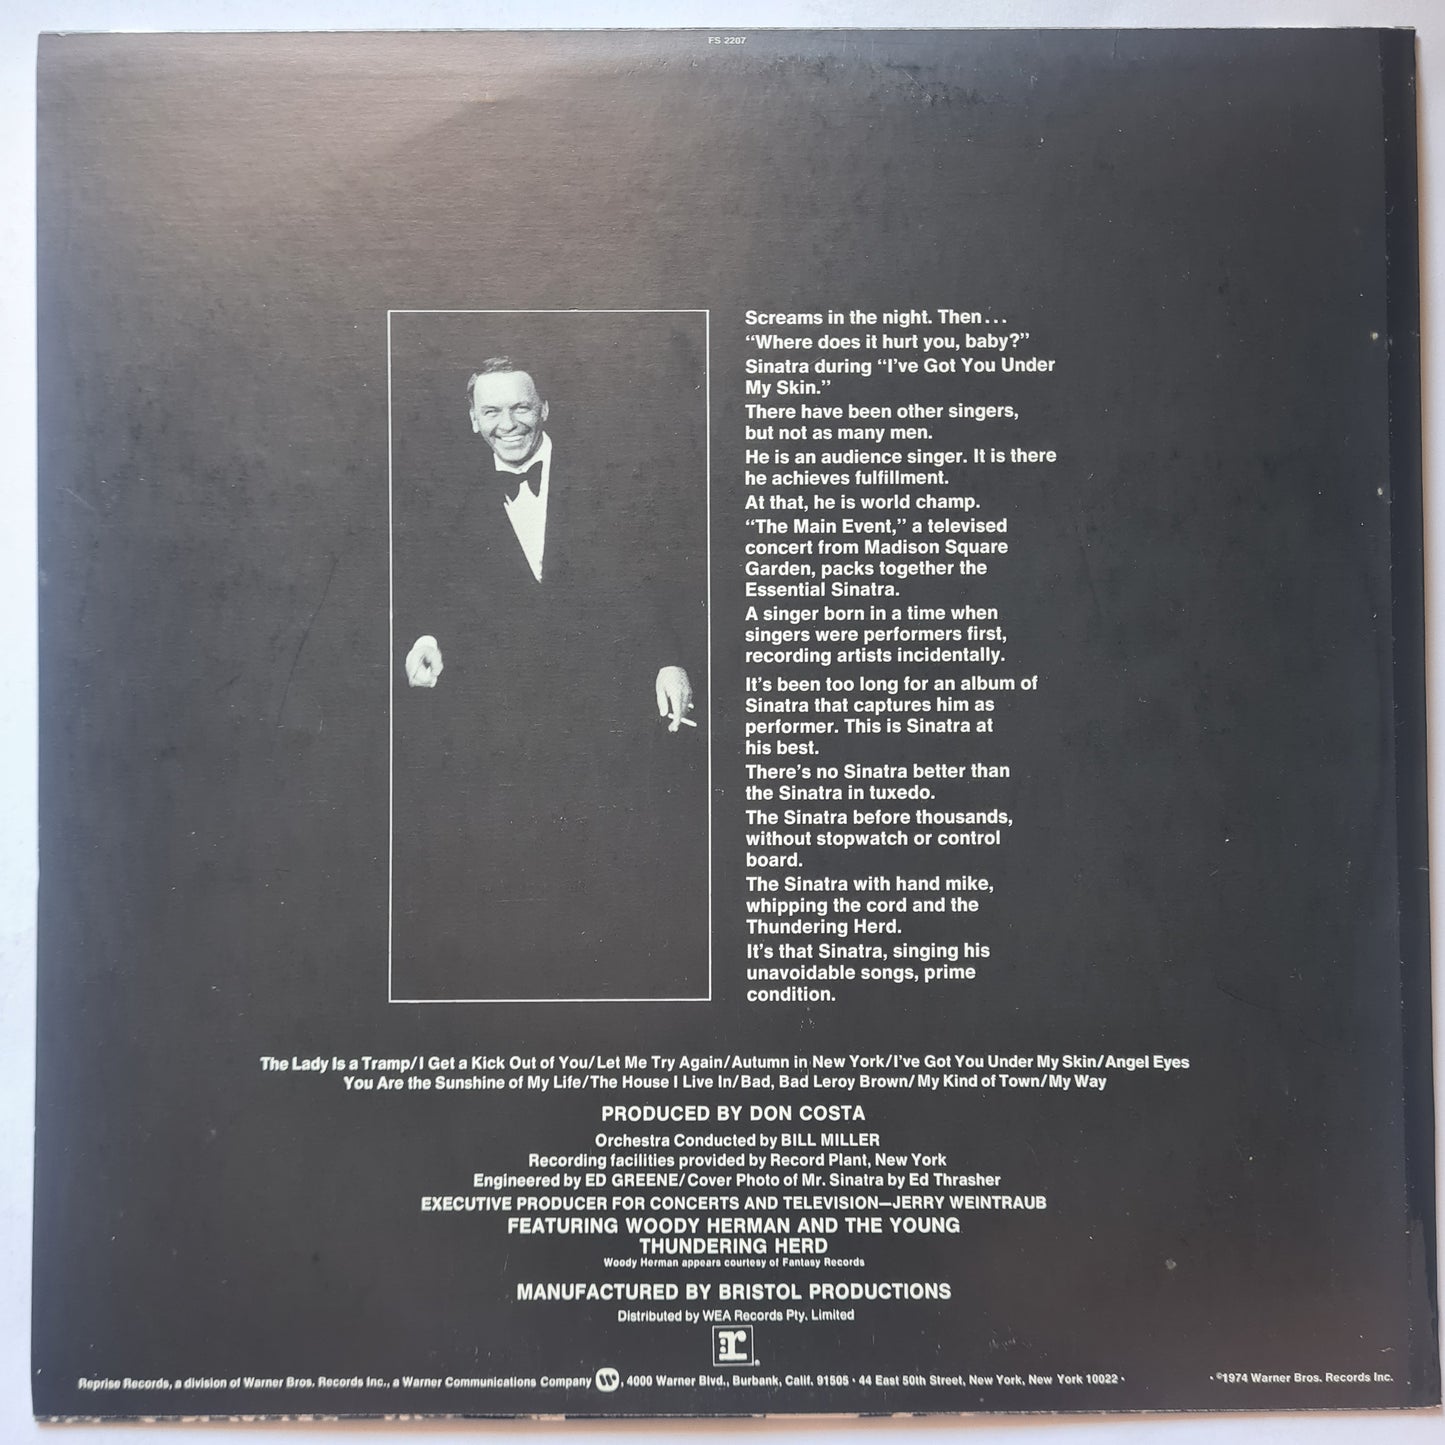 FS 2207
Screams in the night. Then...
“Where does it hurt you, baby?”
Sinatra during “I’ve Got You Under
My Skin.”
There have been other singers,
but not as many men.
He is an audience singer. It is there
he achieves fulfillment.
At that, he is world champ.
“The Main Event,” a televised
concert from Madison Square
Garden, packs together the
Essential Sinatra.
A singer born in a time when
singers were performers first,
recording artists incidentally.
It’s been too long for an album of
Sinatra that captures him as
performer. This is Sinatra at
his best.
There’s no Sinatra better than
the Sinatra in tuxedo.
The Sinatra before thousands,
without stopwatch or control
board.
The Sinatra with hand mike,
whipping the cord and the
Thundering Herd.
It’s that Sinatra, singing his
unavoidable songs, prime
condition.
The Lady Is a Tramp/I Get a Kick Out of You/Let Me Try Again/Autumn in New York/I’ve Got You Under My Skin/Angel Eyes
You Are the Sunshine of My Life/The House I Live In/Bad, Bad Leroy Brown/My Kind of Town/My Way
PRODUCED BY DON COSTA
Orchestra Conducted by BILL MILLER
Recording facilities provided by Record Plant, New York
Engineered by ED GREENE/Cover Photo of Mr. Sinatra by Ed Thrasher
EXECUTIVE PRODUCER FOR CONCERTS AND TELEVISION—JERRY WEINTRAUB
FEATURING WOODY HERMAN AND THE YOUNG
THUNDERING HERD
Woody Herman appears courtesy of Fantasy Records
MANUFACTURED BY BRISTOL PRODUCTIONS
Distributed by WEA Records Pty. Limited
r
Reprise Records, a division of Warner Bros. Records Inc., a Warner Communications Company W, 4000 Warner Blvd., Burbank, Calif. 91505 · 44 East 50th Street, New York, New York 10022 · · ©1974 Warner Bros. Records Inc.